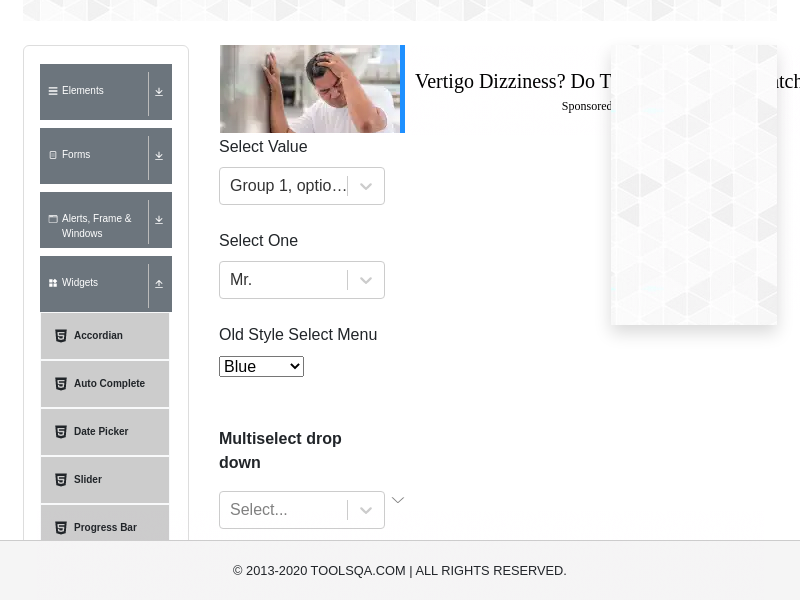 Elements
Forms
Alerts, Frame &
Windows
Widgets
Accordian
Auto Complete
Date Picker
Slider
Progress Bar
Vertigo Dizziness? Do T
Sponsored
Select Value
Group 1, optio...
Select One
Mr.
Old Style Select Menu
Blue
Multiselect drop
down
Select...
© 2013-2020 TOOLSQA.COM | ALL RIGHTS RESERVED.